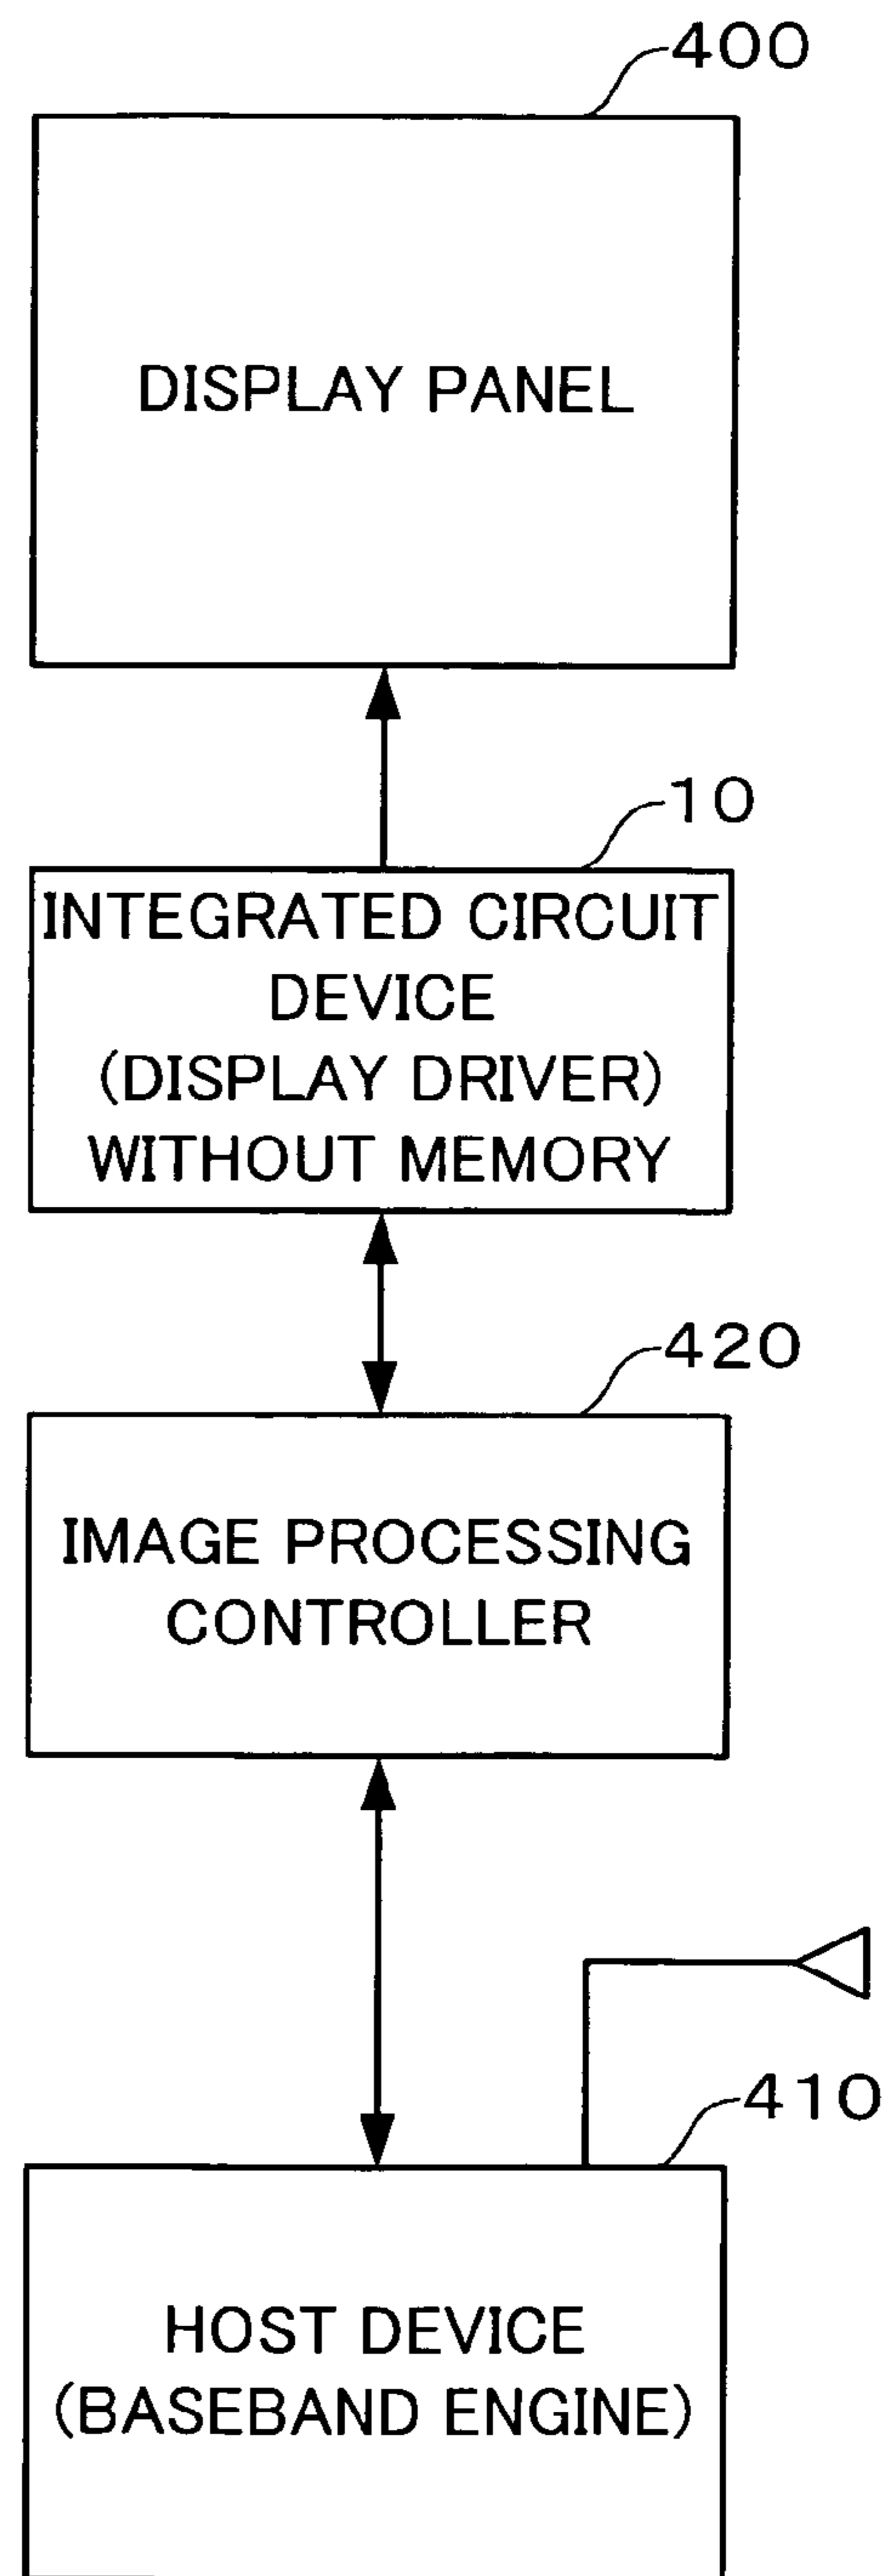 400
DISPLAY PANEL
10
INTEGRATED CIRCUIT
DEVICE
(DISPLAY DRIVER)
WITHOUT MEMORY
420
IMAGE PROCESSING
CONTROLLER
410
HOST DEVICE
(BASEBAND ENGINE)